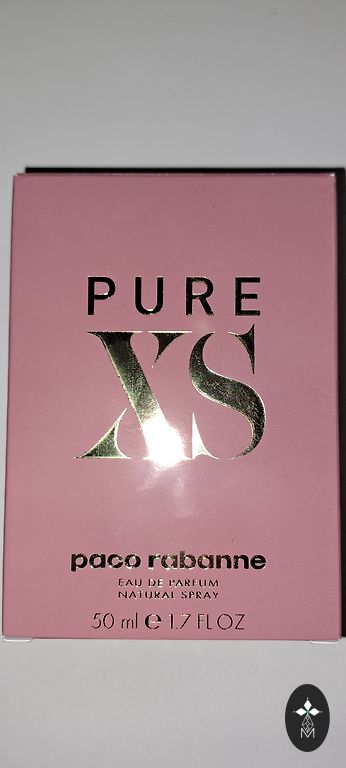 PURE
XS
paco rabanne
EAU DE PARFUM
NATURAL SPRAY
50 ml ℮ 1.7 FL OZ
M